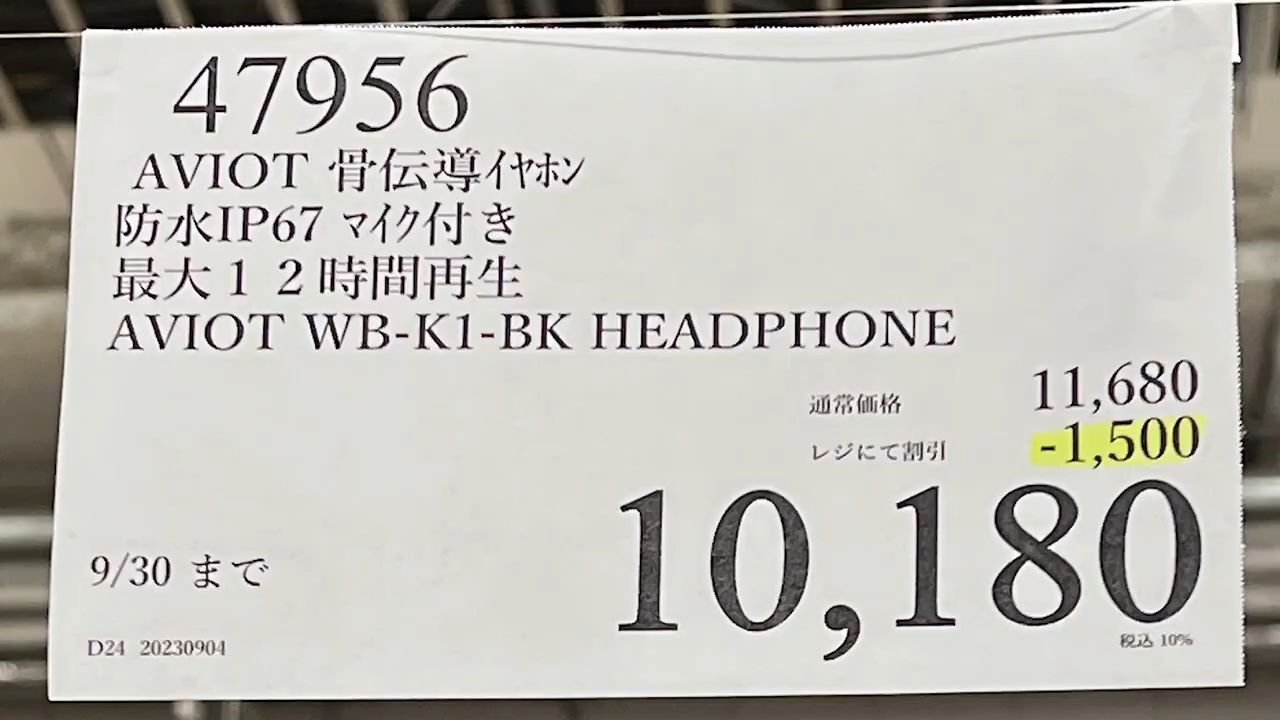 47956
AVIOT 骨伝導ｲﾔﾎﾝ
防水IP67 ﾏｲｸ付き
最大１２時間再生
AVIOT WB-K1-BK HEADPHONE
通常価格 11,680
レジにて割引 -1,500
10,180
9/30 まで
税込 10%
D24 20230904